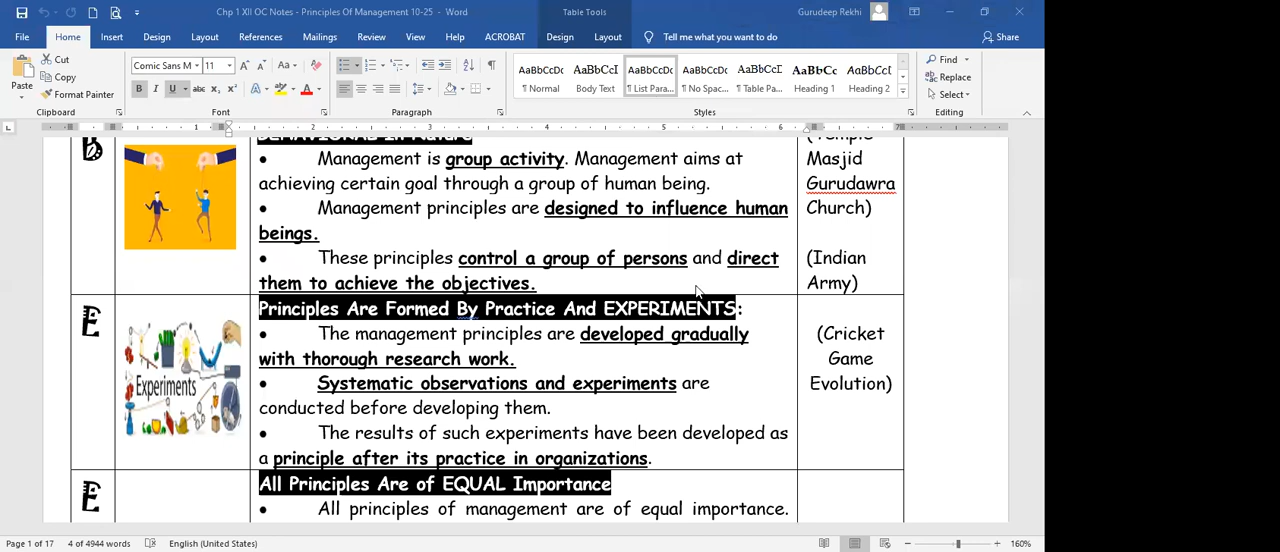 Chp 1 XII OC Notes - Principles Of Management 10-25 - Word
Table Tools
Gurudeep Rekhi
File Home Insert Design Layout References Mailings Review View Help ACROBAT Design Layout Tell me what you want to do Share
Paste
Cut
Copy
Format Painter
Clipboard
Comic Sans M 11
Font
Paragraph
AaBbCcDc AaBbCcI AaBbCcDc AaBbCcDc AaBbCcDc AaBbCc AaBbCcI
¶ Normal Body Text ¶ List Para... ¶ No Spac... ¶ Table Pa... Heading 1 Heading 2
Styles
Find
Replace
Select
Editing
1 2 3 4 5 6
B
• Management is group activity. Management aims at
achieving certain goal through a group of human being.
• Management principles are designed to influence human
beings.
• These principles control a group of persons and direct
them to achieve the objectives.
(Temple
Masjid
Gurudawra
Church)
(Indian
Army)
E
Experiments
Principles Are Formed By Practice And EXPERIMENTS:
• The management principles are developed gradually
with thorough research work.
• Systematic observations and experiments are
conducted before developing them.
• The results of such experiments have been developed as
a principle after its practice in organizations.
(Cricket
Game
Evolution)
E
All Principles Are of EQUAL Importance
• All principles of management are of equal importance.
Page 1 of 17 4 of 4944 words English (United States) 160%